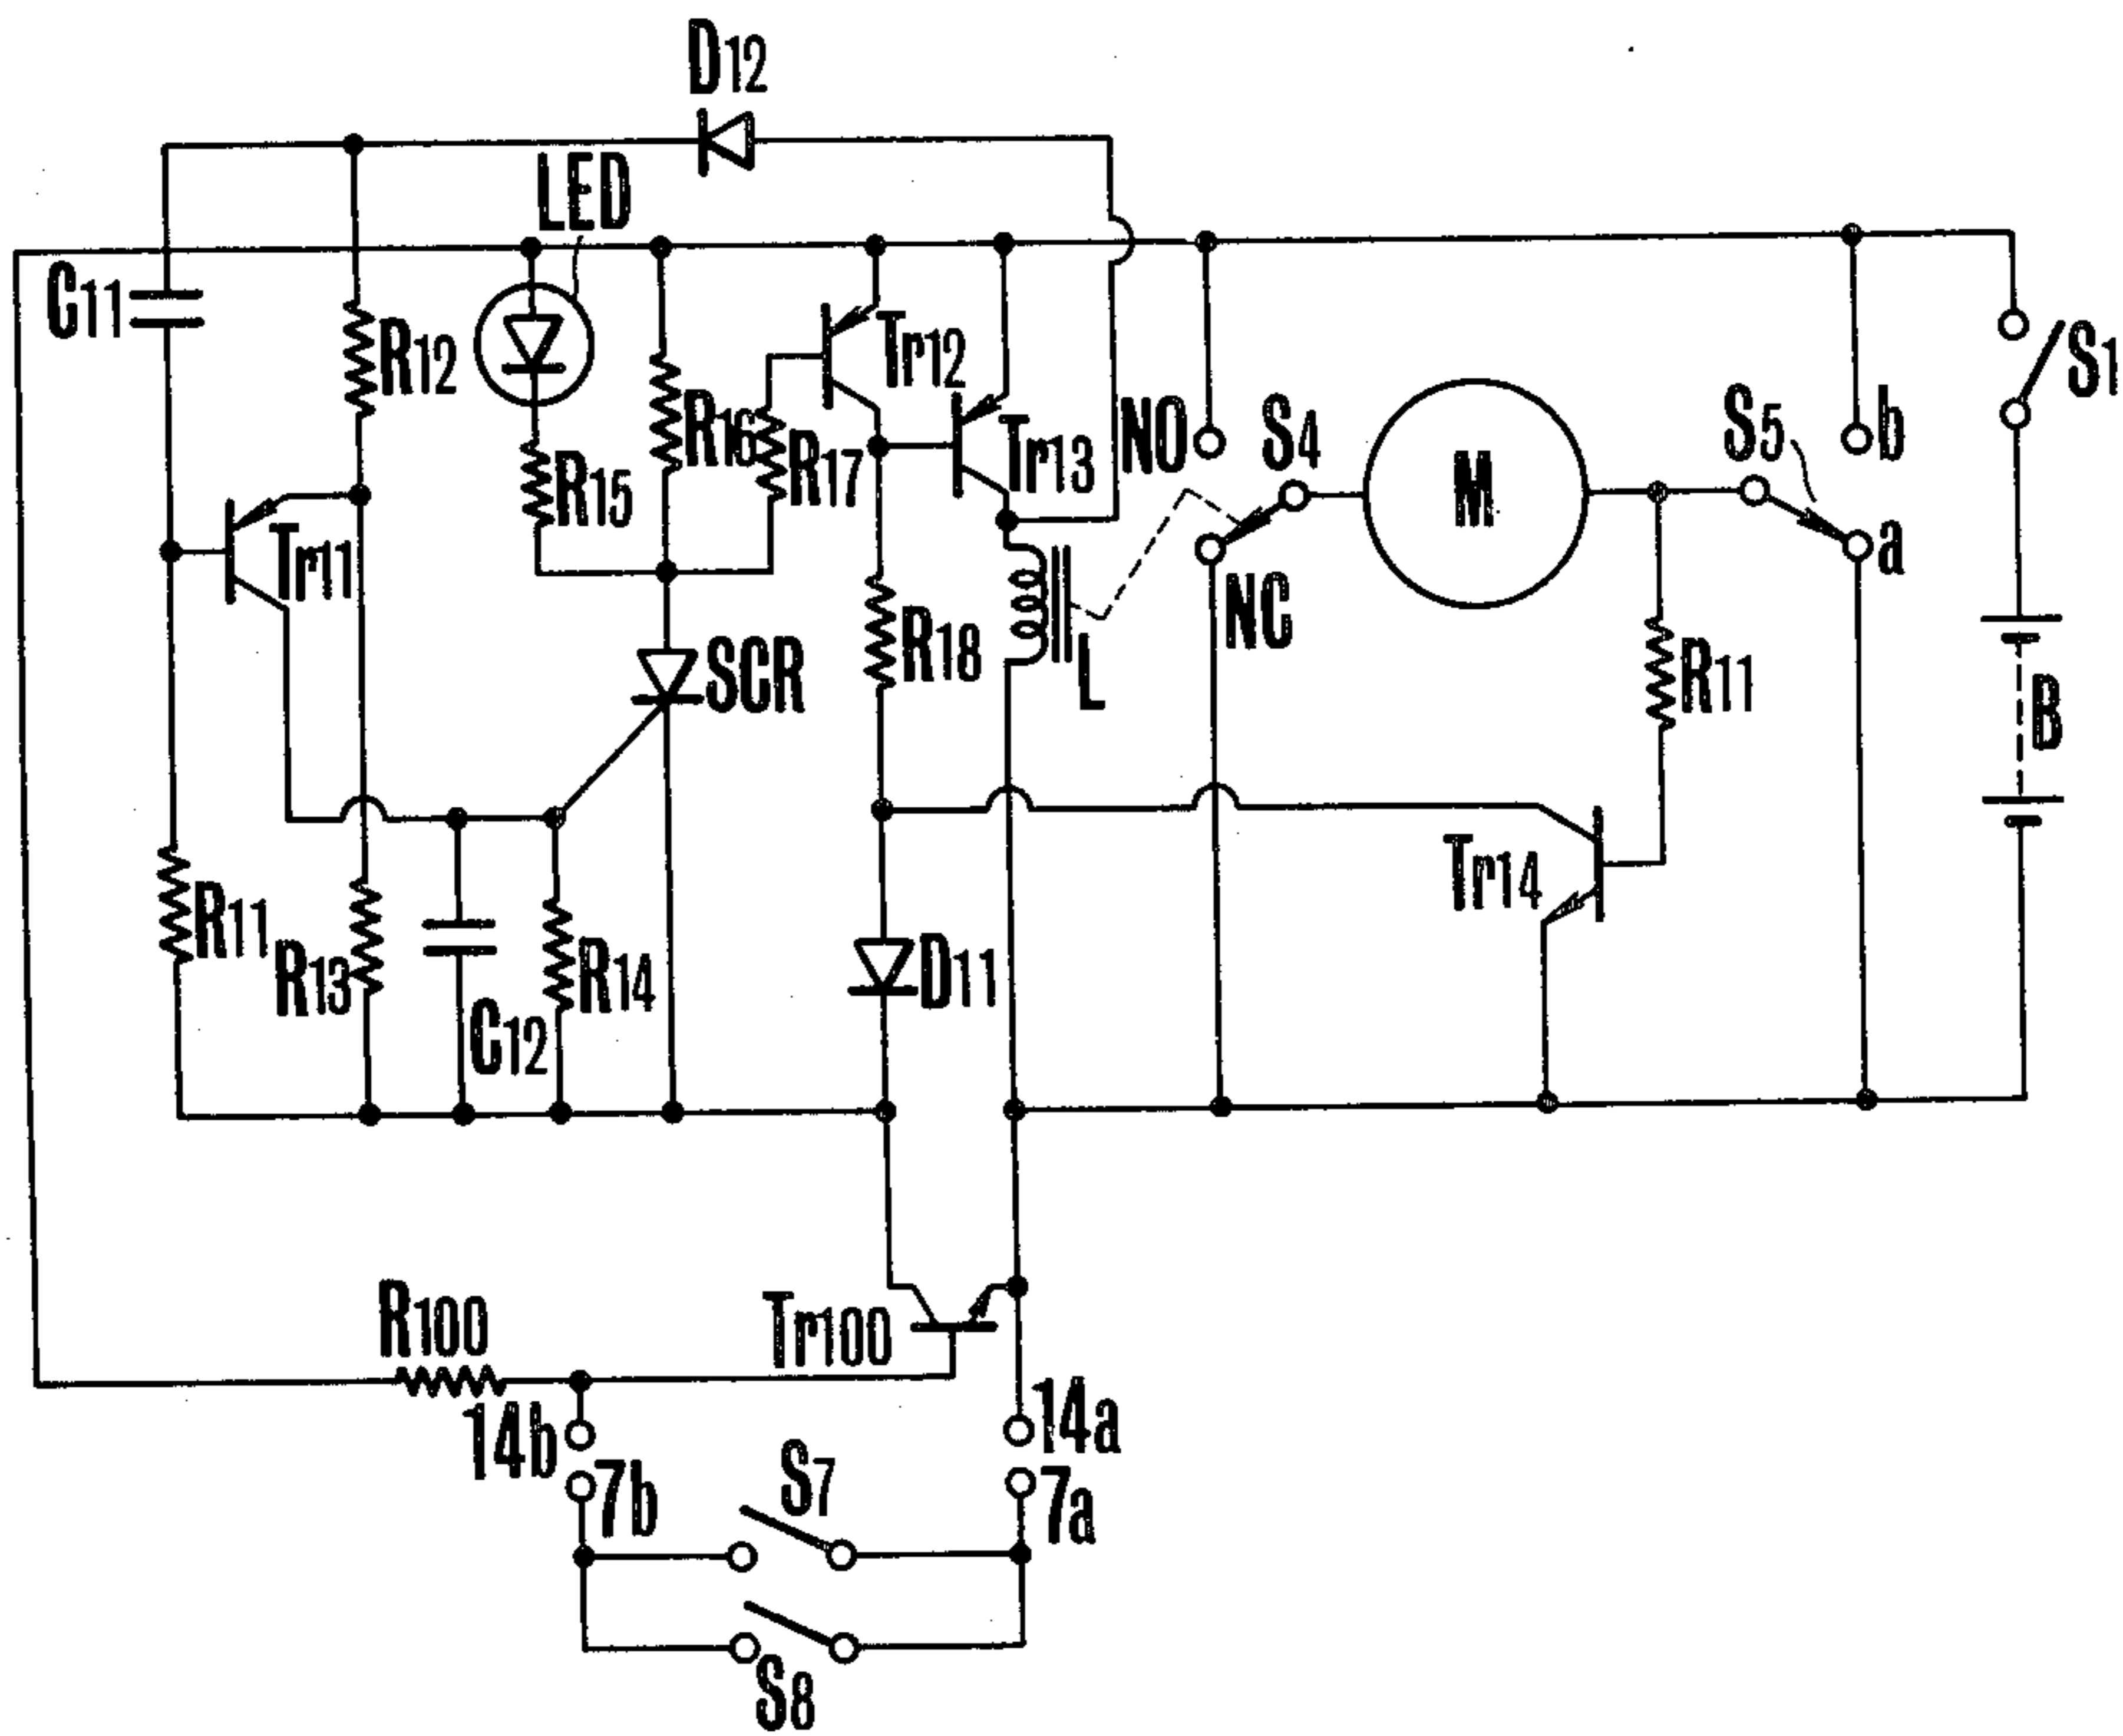 D12
LED
C11
R12
Tr12
R16
R17
R15
Tr13
NO
S4
M
S5
b
S1
a
Tr11
NC
R18
L
SCR
R11
B
Tr14
R11
R13
C12
R14
D11
R100
Tr100
14b
14a
7b
7a
S7
S8